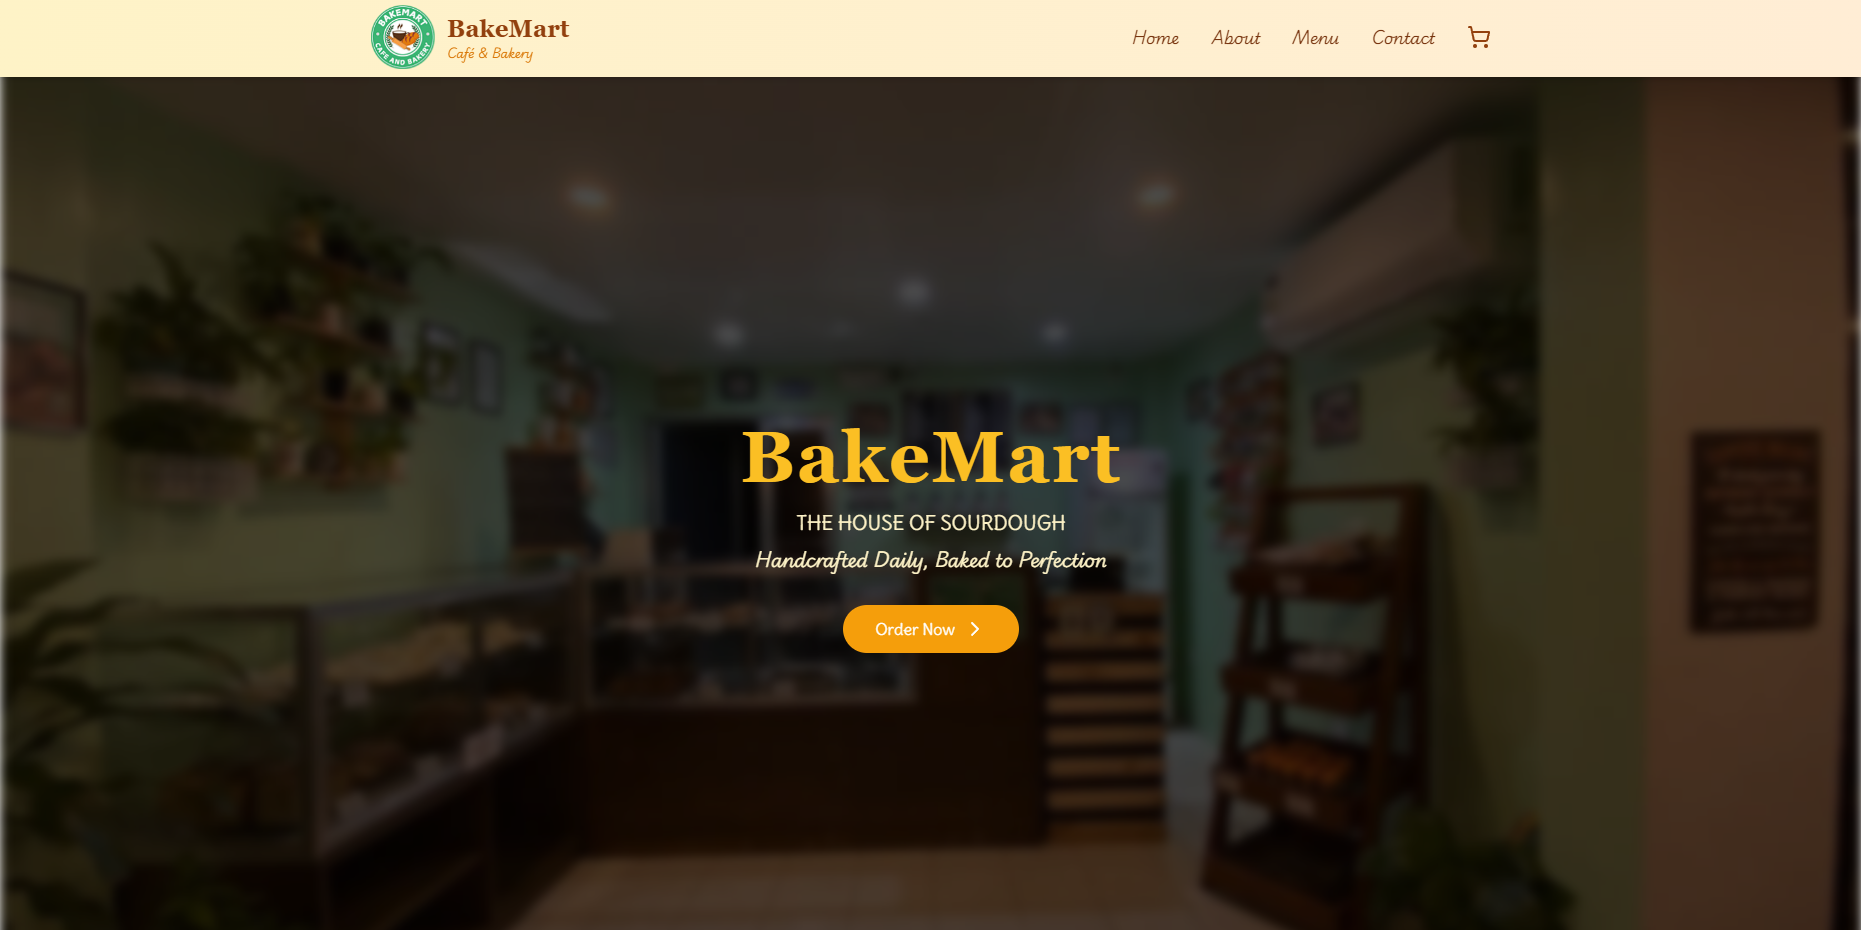 BAKEMART
CAFE AND BAKERY
BakeMart
Café & Bakery
Home About Menu Contact
BakeMart
THE HOUSE OF SOURDOUGH
Handcrafted Daily, Baked to Perfection
Order Now